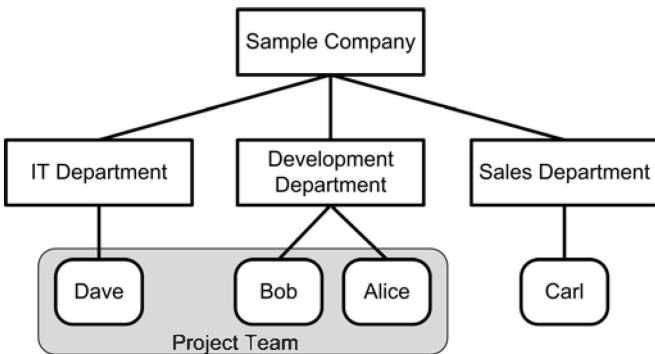 Sample Company
IT Department
Development
Department
Sales Department
Dave
Bob
Alice
Carl
Project Team